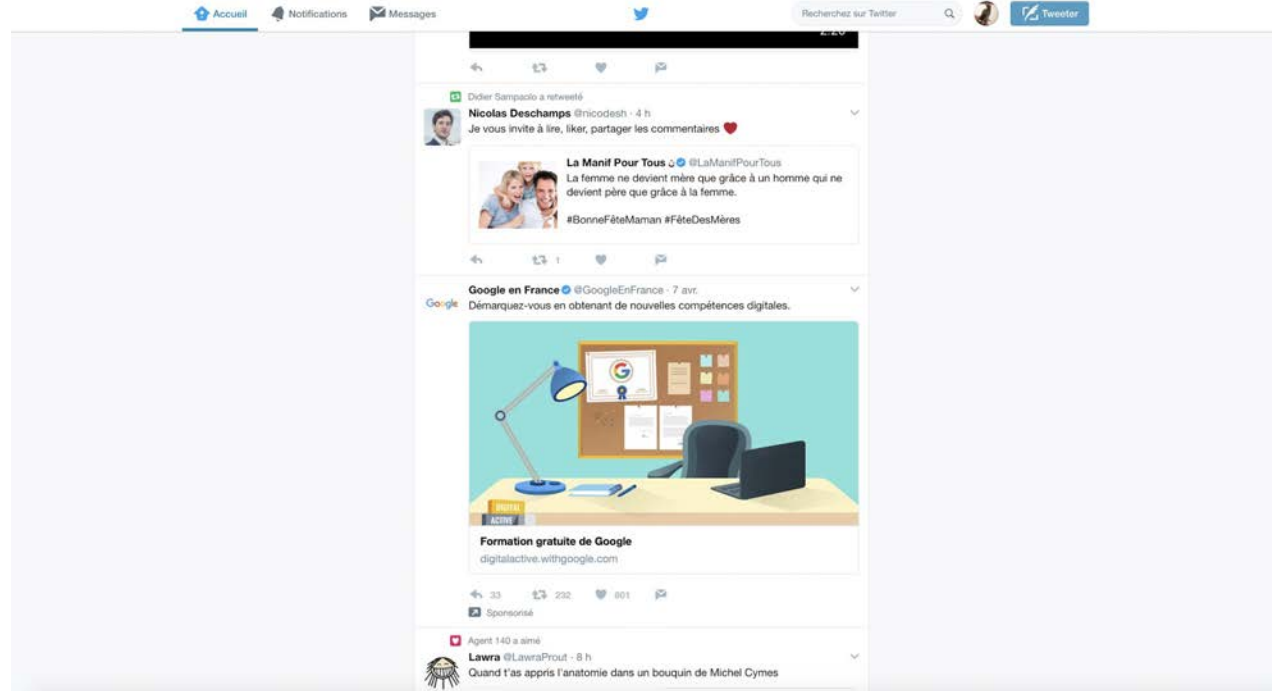 Accueil Notifications Messages Recherchez sur Twitter Tweeter
Didier Sampaolo a retweeté
Nicolas Deschamps @nicodesh · 4 h
Je vous invite à lire, liker, partager les commentaires ❤
La Manif Pour Tous ن @LaManifPourTous
La femme ne devient mère que grâce à un homme qui ne
devient père que grâce à la femme.
#BonneFêteMaman #FêteDesMères
1
Google en France @GoogleEnFrance · 7 avr.
Google
Démarquez-vous en obtenant de nouvelles compétences digitales.
G
DIGITAL
ACTIVE
Formation gratuite de Google
digitalactive.withgoogle.com
33 232 801
Sponsorisé
Agent 140 a aimé
Lawra @LawraProut · 8 h
Quand t'as appris l'anatomie dans un bouquin de Michel Cymes